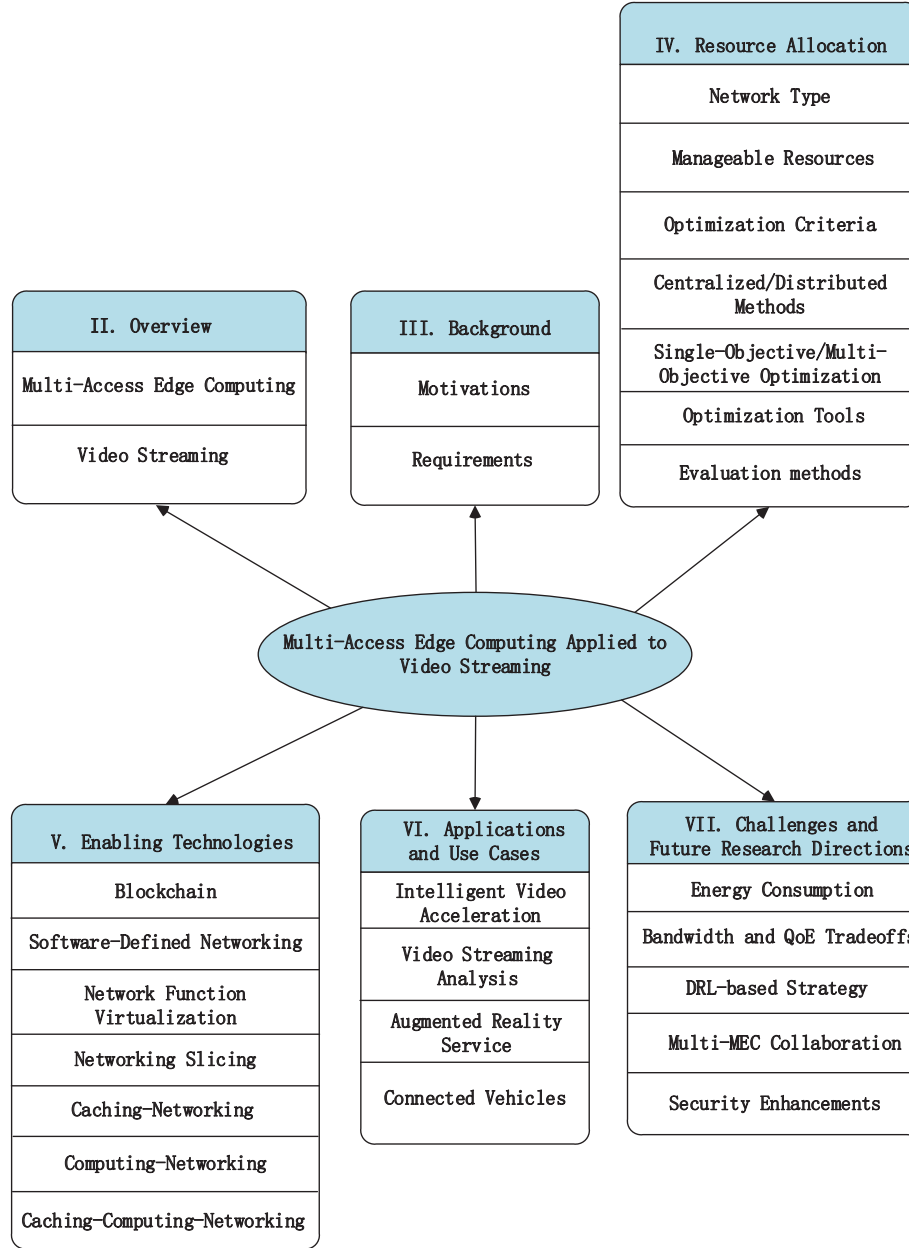 IV. Resource Allocation
Network Type
Manageable Resources
Optimization Criteria
Centralized/Distributed
Methods
Single-Objective/Multi-
Objective Optimization
Optimization Tools
Evaluation methods
II. Overview
Multi-Access Edge Computing
Video Streaming
III. Background
Motivations
Requirements
Multi-Access Edge Computing Applied to
Video Streaming
V. Enabling Technologies
Blockchain
Software-Defined Networking
Network Function
Virtualization
Networking Slicing
Caching-Networking
Computing-Networking
Caching-Computing-Networking
VI. Applications
and Use Cases
Intelligent Video
Acceleration
Video Streaming
Analysis
Augmented Reality
Service
Connected Vehicles
VII. Challenges and
Future Research Directions
Energy Consumption
Bandwidth and QoE Tradeoffs
DRL-based Strategy
Multi-MEC Collaboration
Security Enhancements